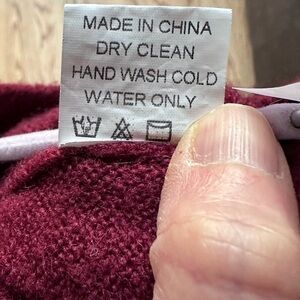 MADE IN CHINA
DRY CLEAN
HAND WASH COLD
WATER ONLY